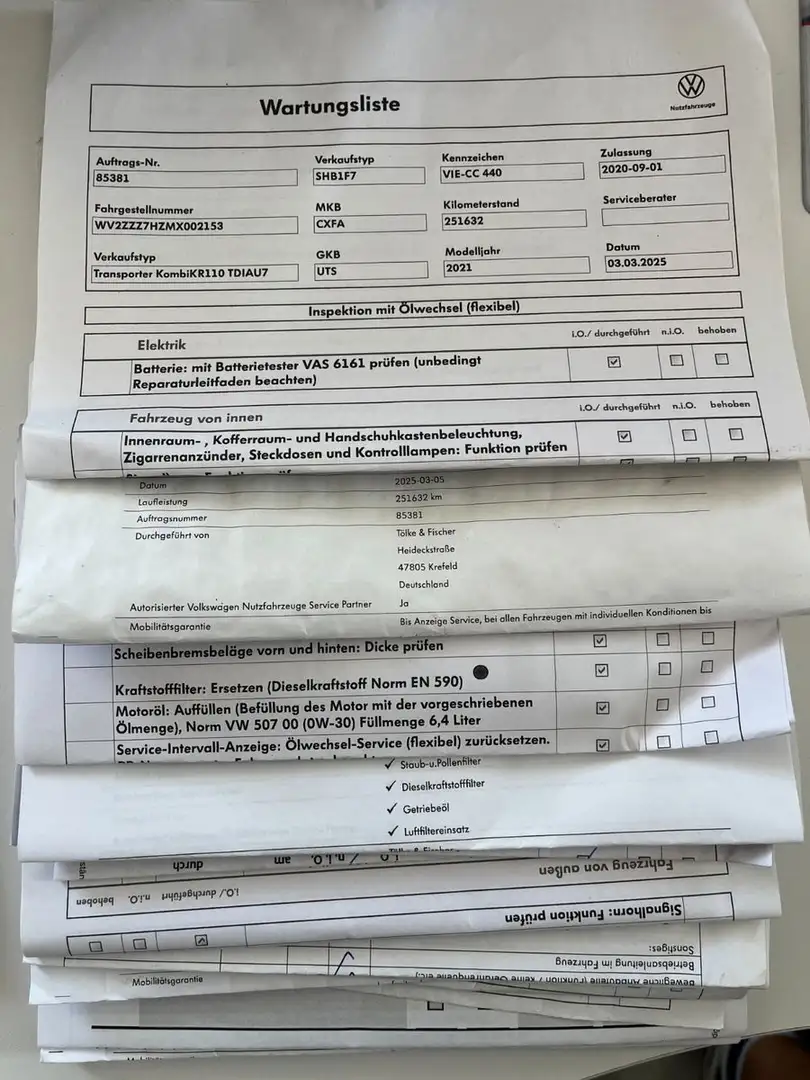 Wartungsliste
Nutzfahrzeuge
Auftrags-Nr.
85381
Verkaufstyp
SHB1F7
Kennzeichen
VIE-CC 440
Zulassung
2020-09-01
Fahrgestellnummer
WV2ZZZ7HZMX002153
MKB
CXFA
Kilometerstand
251632
Serviceberater
Verkaufstyp
Transporter KombiKR110 TDIAU7
GKB
UTS
Modelljahr
2021
Datum
03.03.2025
Inspektion mit Ölwechsel (flexibel)
Elektrik i.O./ durchgeführt n.i.O. behoben
Batterie: mit Batterietester VAS 6161 prüfen (unbedingt
Reparaturleitfaden beachten)
Fahrzeug von innen i.O./ durchgeführt n.i.O. behoben
Innenraum- , Kofferraum- und Handschuhkastenbeleuchtung,
Zigarrenanzünder, Steckdosen und Kontrolllampen: Funktion prüfen
Datum 2025-03-05
Laufleistung 251632 km
Auftragsnummer 85381
Durchgeführt von Tölke & Fischer
Heideckstraße
47805 Krefeld
Deutschland
Autorisierter Volkswagen Nutzfahrzeuge Service Partner Ja
Mobilitätsgarantie Bis Anzeige Service, bei allen Fahrzeugen mit individuellen Konditionen bis
Scheibenbremsbeläge vorn und hinten: Dicke prüfen
Kraftstofffilter: Ersetzen (Dieselkraftstoff Norm EN 590)
Motoröl: Auffüllen (Befüllung des Motor mit der vorgeschriebenen
Ölmenge), Norm VW 507 00 (0W-30) Füllmenge 6,4 Liter
Service-Intervall-Anzeige: Ölwechsel-Service (flexibel) zurücksetzen.
✓ Staub-u.Pollenfilter
✓ Dieselkraftstofffilter
✓ Getriebeöl
✓ Luftfiltereinsatz
durch am i.O. / n.i.O.
Fahrzeug von außen
i.O./ durchgeführt n.i.O. behoben
Signalhorn: Funktion prüfen
Sonstiges:
Betriebsanleitung im Fahrzeug
Mobilitätsgarantie